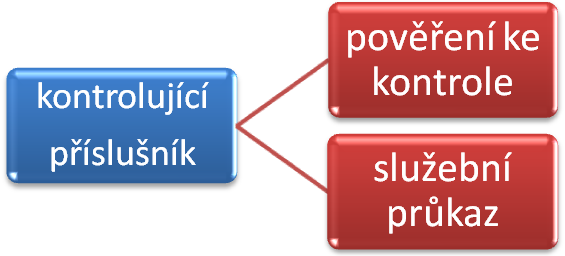 kontrolující
příslušník
pověření ke
kontrole
služební
průkaz